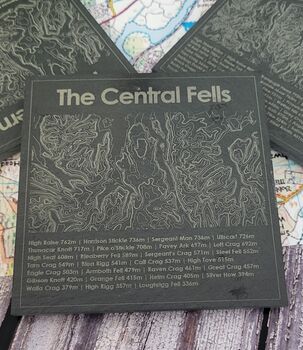 The Central Fells
High Raise 762m | Harrison Stickle 736m | Sergeant Man 736m | Ullscarf 726m
Thunacar Knott 717m | Pike o'Stickle 708m | Pavey Ark 697m | Loft Crag 692m
High Seat 608m | Bleaberry Fell 589m | Sergeant's Crag 571m | Steel Fell 552m
Tarn Crag 549m | Blea Rigg 541m | Calf Crag 537m | High Tove 515m
Eagle Crag 503m | Armboth Fell 479m | Raven Crag 461m | Great Crag 457m
Gibson Knott 420m | Grange Fell 415m | Helm Crag 405m | Silver How 394m
Walla Crag 379m | High Rigg 357m | Loughrigg Fell 336m